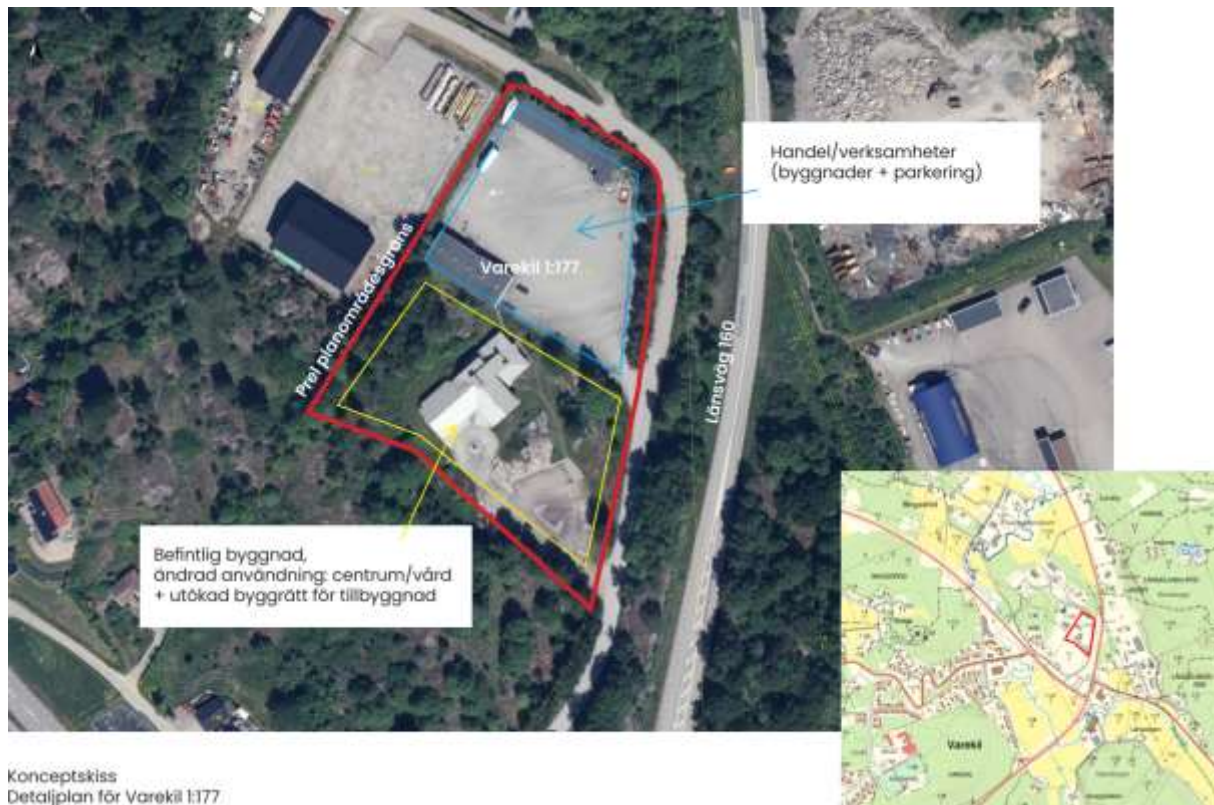 Handel/verksamheter
(byggnader + parkering)
Varekil 1:177
Prel planområdesgräns
Länsväg 160
Befintlig byggnad,
ändrad användning: centrum/vård
+ utökad byggrätt för tillbyggnad
Varekil
Konceptskiss
Detaljplan för Varekil 1:177